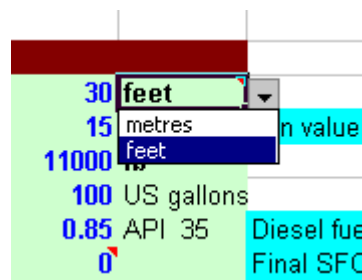 30 feet
15 metres n value
11000 feet
100 US gallons
0.85 API 35 Diesel fue
0 Final SFC